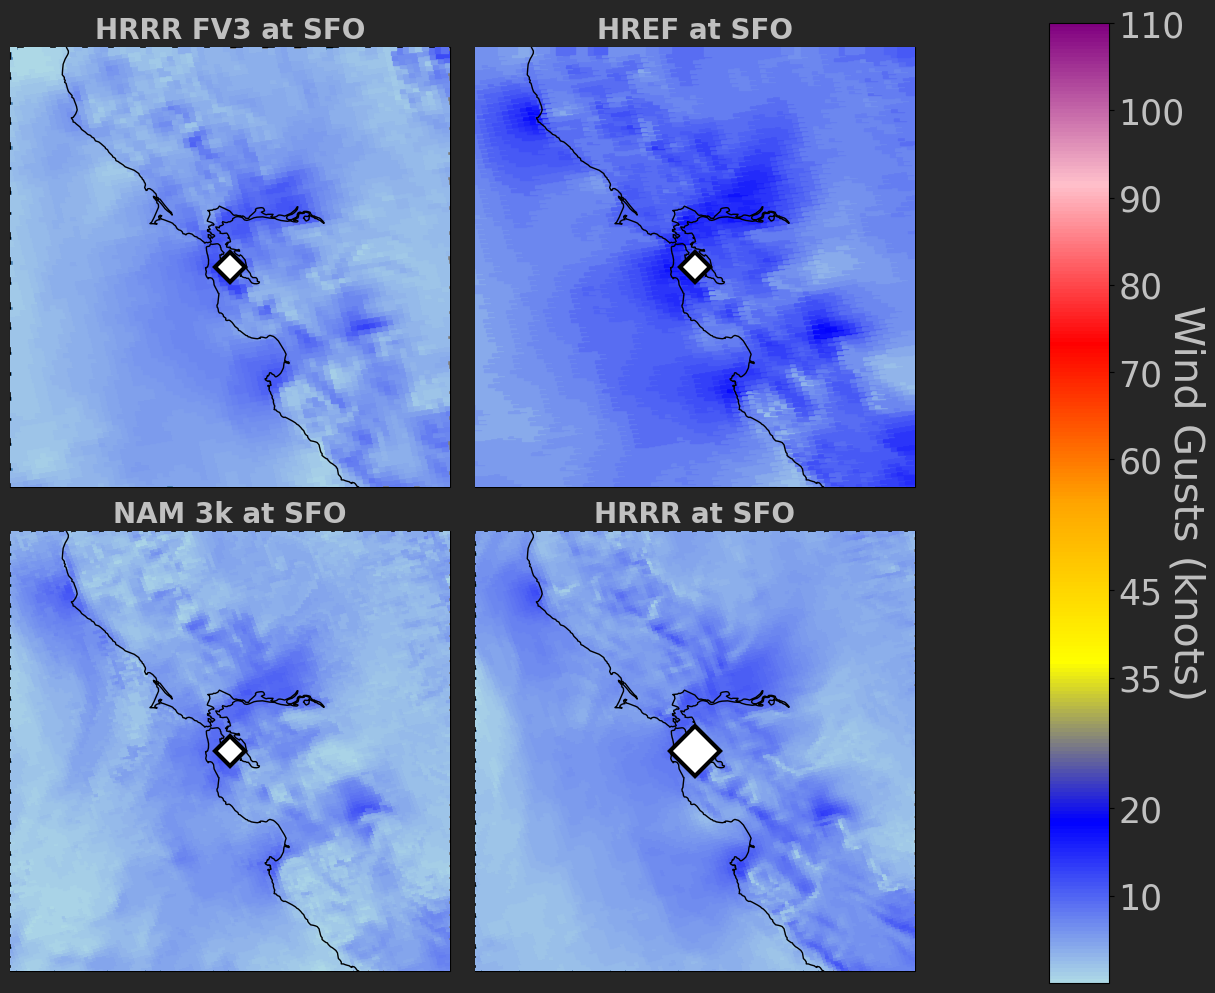 HRRR FV3 at SFO
HREF at SFO
NAM 3k at SFO
HRRR at SFO
110
100
90
80
70
60
45
35
20
10
Wind Gusts (knots)